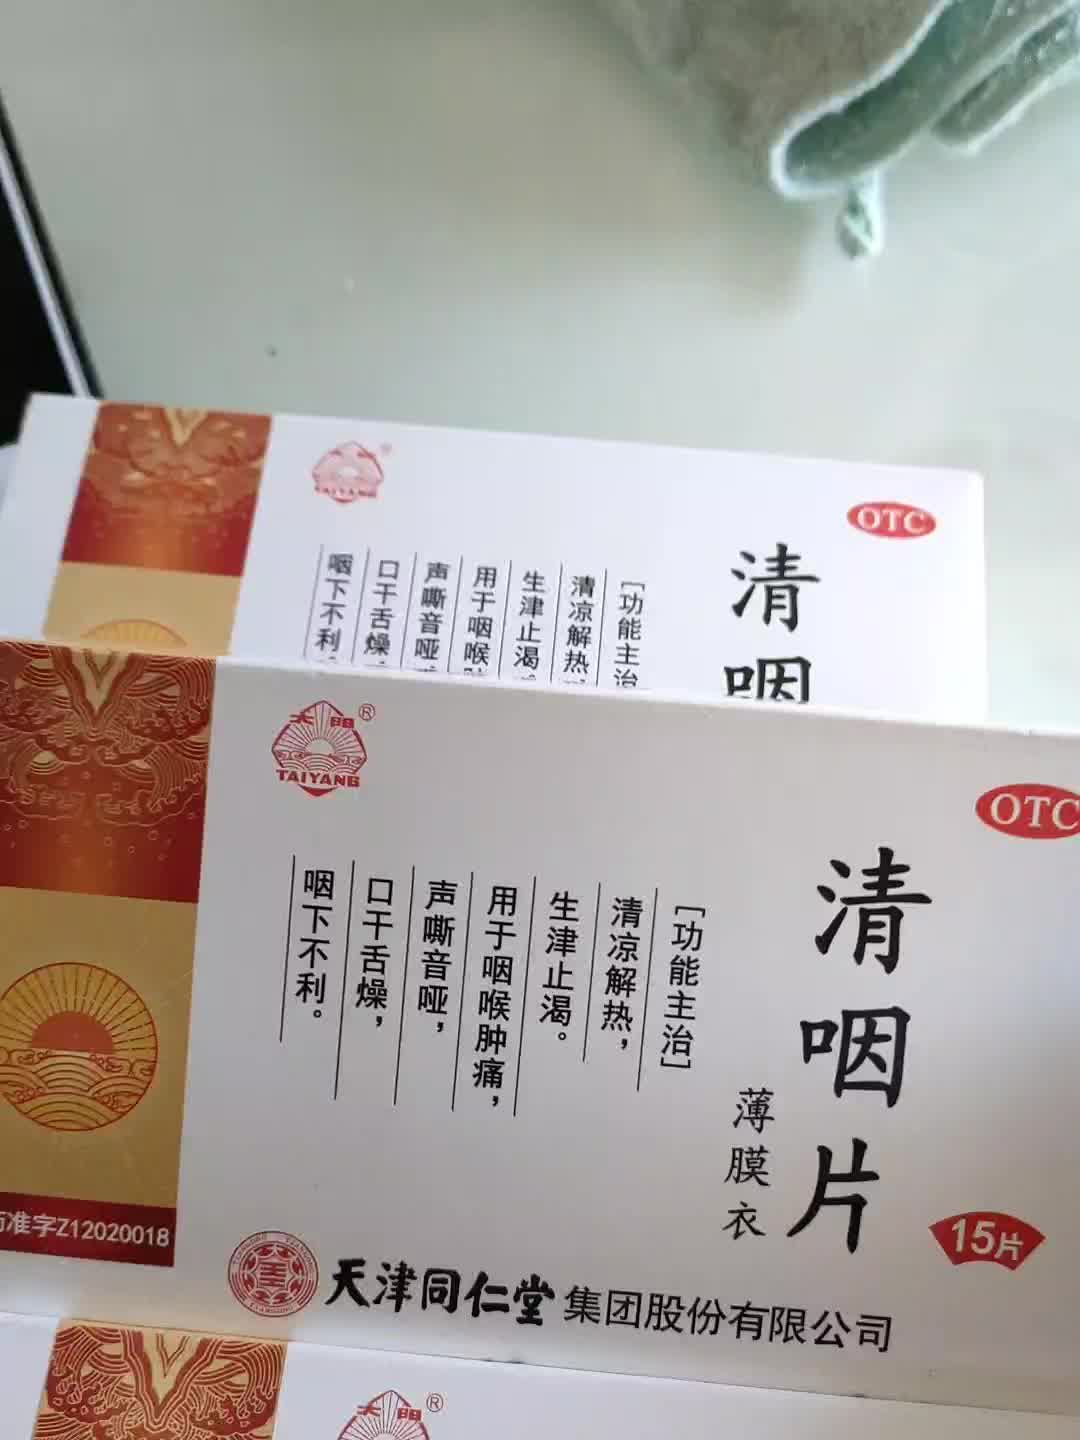 TAIYANG
OTC
清咽
[功能主治
清凉解热，
生津止渴。
用于咽喉肿
声嘶音哑，
口干舌燥，
咽下不利
太阳®
TAIYANG
OTC
清咽片
薄膜衣
15片
[功能主治]
清凉解热，
生津止渴。
用于咽喉肿痛，
声嘶音哑，
口干舌燥，
咽下不利。
药准字Z12020018
天津同仁堂集团股份有限公司
®